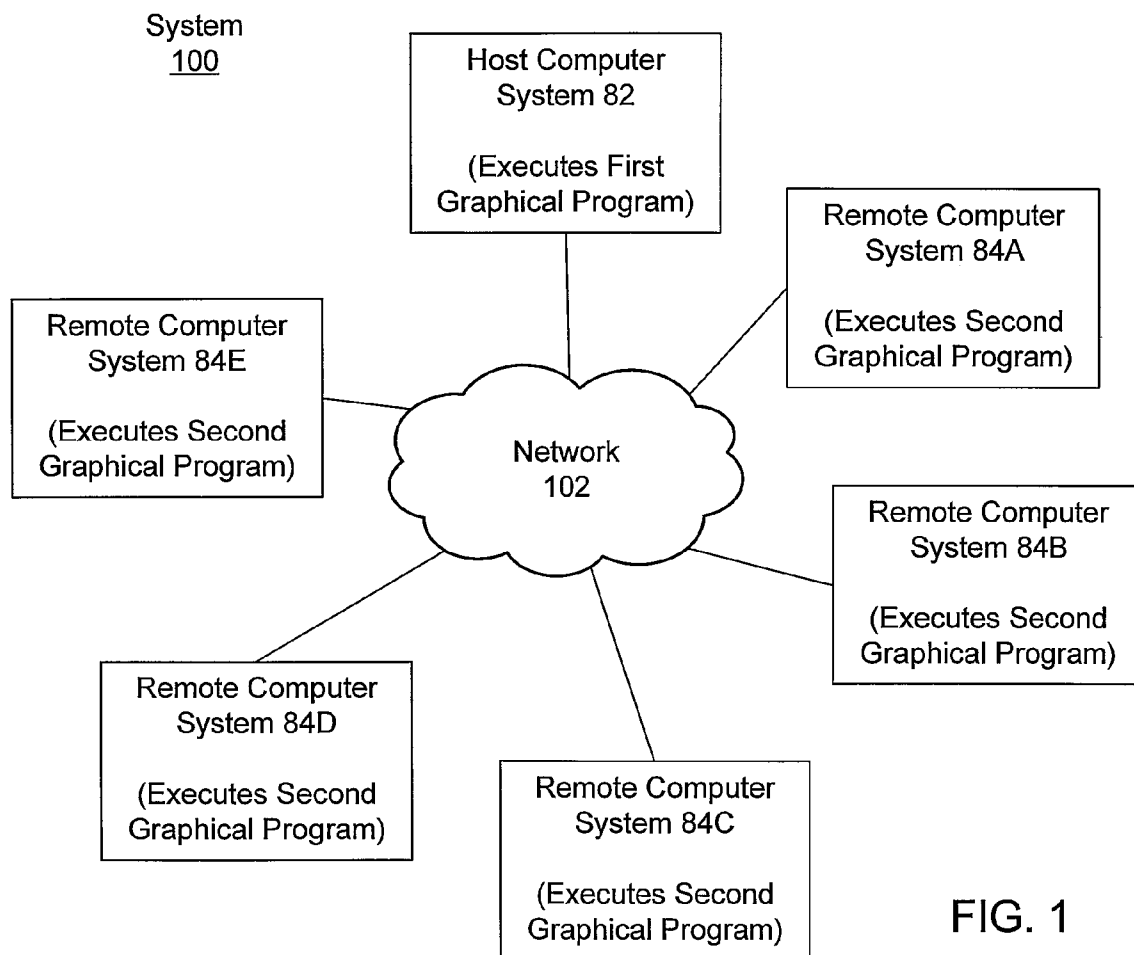 System
100
Host Computer
System 82
(Executes First
Graphical Program)
Remote Computer
System 84A
(Executes Second
Graphical Program)
Remote Computer
System 84E
(Executes Second
Graphical Program)
Network
102
Remote Computer
System 84B
(Executes Second
Graphical Program)
Remote Computer
System 84D
(Executes Second
Graphical Program)
Remote Computer
System 84C
(Executes Second
Graphical Program)
FIG. 1